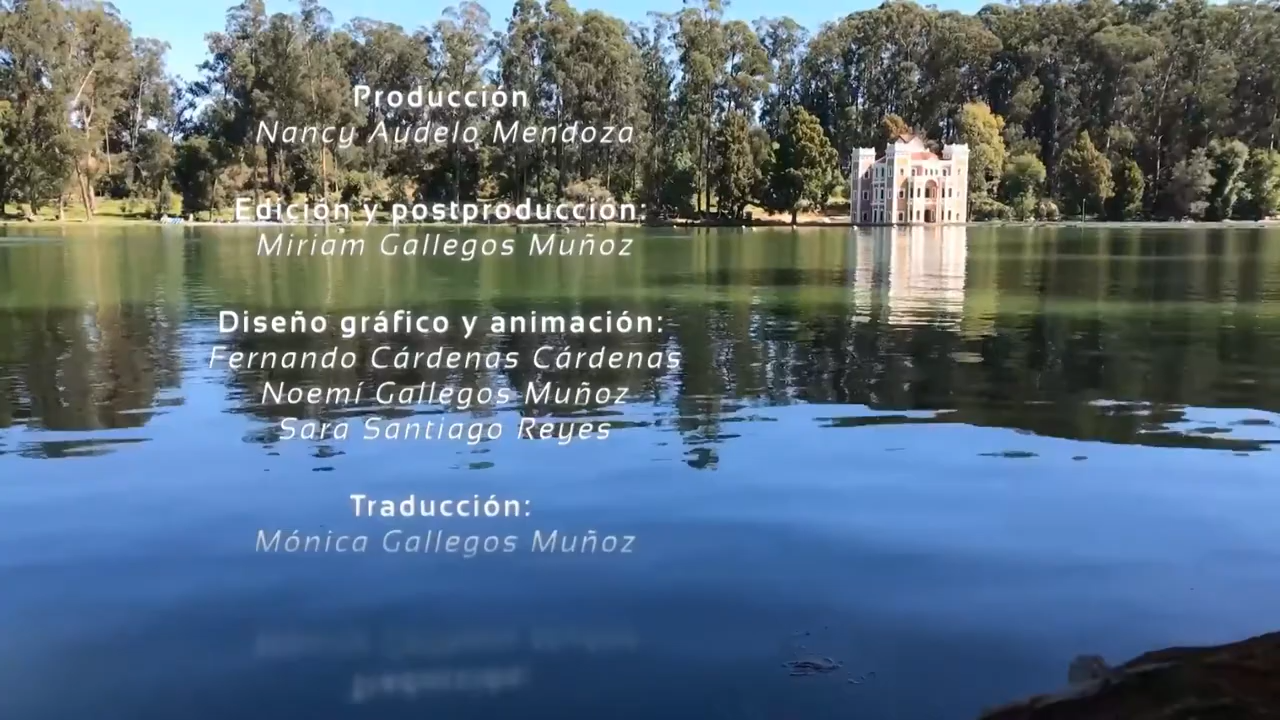 Producción
Nancy Audelo Mendoza
Edición y postproducción:
Miriam Gallegos Muñoz
Diseño gráfico y animación:
Fernando Cárdenas Cárdenas
Noemí Gallegos Muñoz
Sara Santiago Reyes
Traducción:
Mónica Gallegos Muñoz